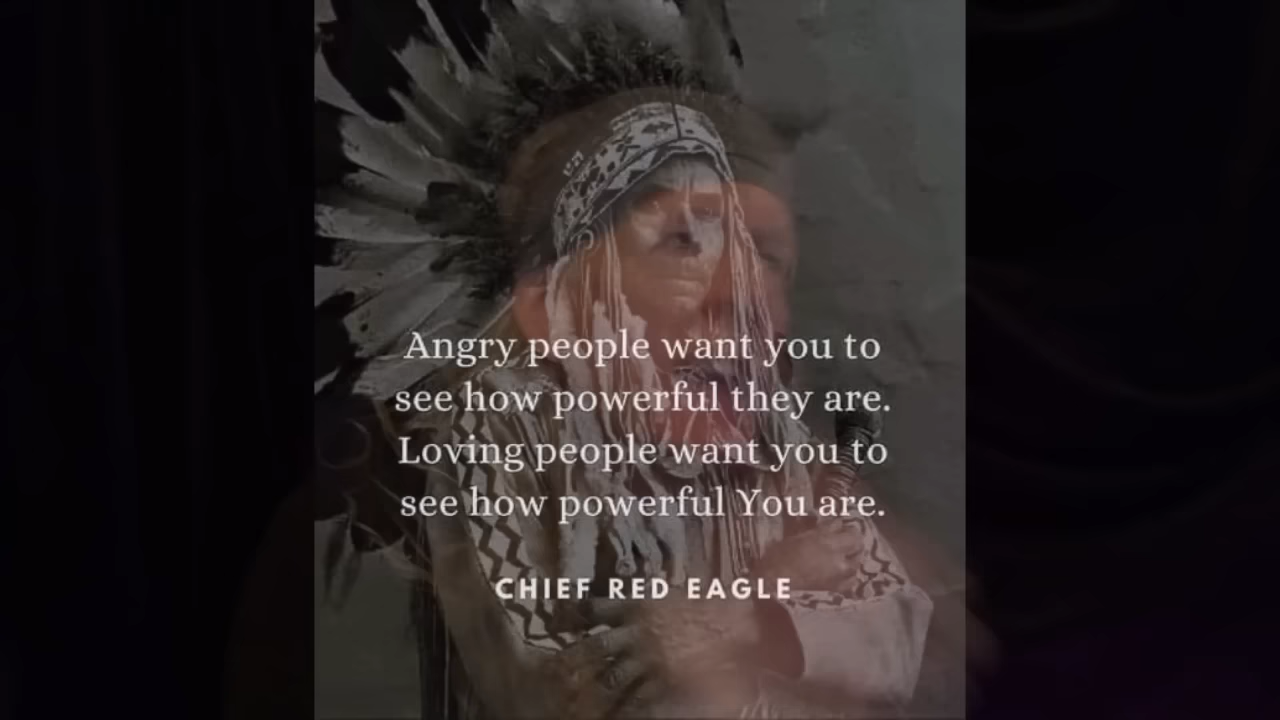 Angry people want you to
see how powerful they are.
Loving people want you to
see how powerful You are.
CHIEF RED EAGLE